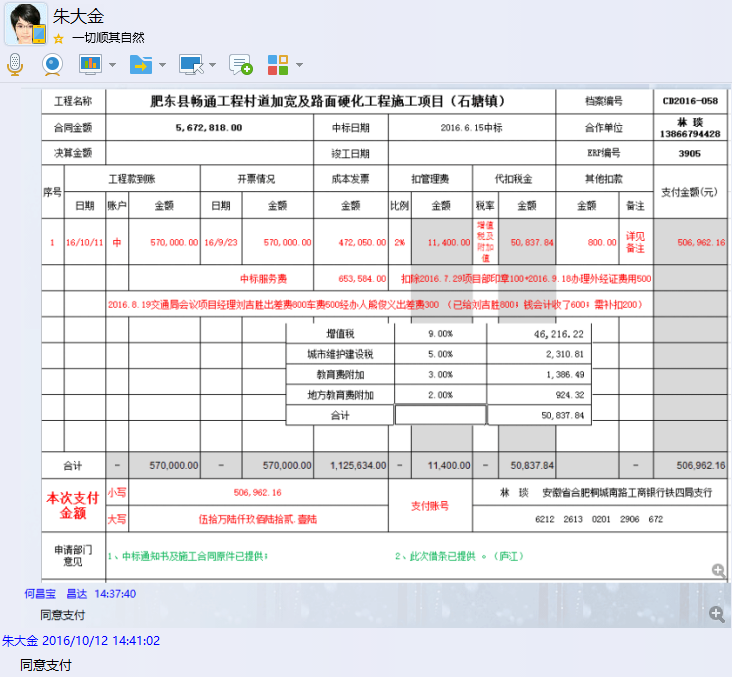 朱大金
一切顺其自然
工程名称 肥东县畅通工程村道加宽及路面硬化工程施工项目（石塘镇） 档案编号 CD2016-058
合同金额 5,672,818.00 中标日期 2016.6.15中标 合作单位 林 琰 13866794428
决算金额 竣工日期 ERP编号 3905
序号 工程款到账 开票情况 成本发票 扣管理费 代扣税金 其他扣款 支付金额(元)
日期 账户 金额 日期 金额 金额 比例 金额 税率 金额 金额 备注
1 16/10/11 中 570,000.00 16/9/23 570,000.00 472,050.00 2% 11,400.00 增值税及附加值 50,837.84 800.00 详见备注 506,962.16
中标服务费 653,584.00 扣除2016.7.29项目部印章100+2016.9.18办理外经证费用500
2016.8.19交通局会议项目经理刘吉胜出差费800车费500经办人熊俊义出差费300 （已给刘吉胜800；钱会计收了600；需补扣200）
增值税 9.00% 46,216.22
城市维护建设税 5.00% 2,310.81
教育费附加 3.00% 1,386.49
地方教育费附加 2.00% 924.32
合计 50,837.84
合计 - 570,000.00 - 570,000.00 1,125,634.00 - 11,400.00 - 50,837.84 - 506,962.16
本次支付金额 小写 506,962.16 支付账号 林 琰 安徽省合肥桐城南路工商银行铁四局支行
大写 伍拾万陆仟玖佰陆拾贰.壹陆 6212 2613 0201 2906 672
申请部门意见 1、中标通知书及施工合同原件已提供； 2、此次借条已提供 。（庐江）
何昌宝 昌达 14:37:40
同意支付
朱大金 2016/10/12 14:41:02
同意支付